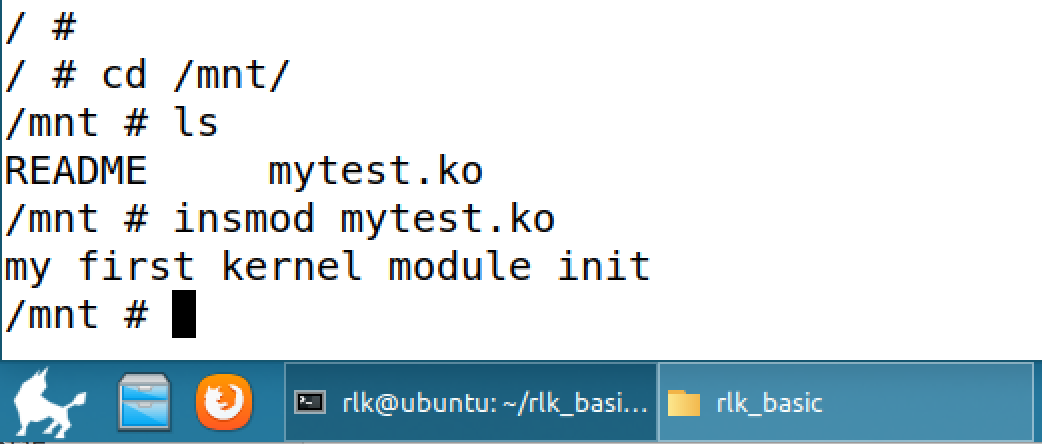 / #
/ # cd /mnt/
/mnt # ls
README     mytest.ko
/mnt # insmod mytest.ko
my first kernel module init
/mnt #
rlk@ubuntu: ~/rlk_basi...
rlk_basic